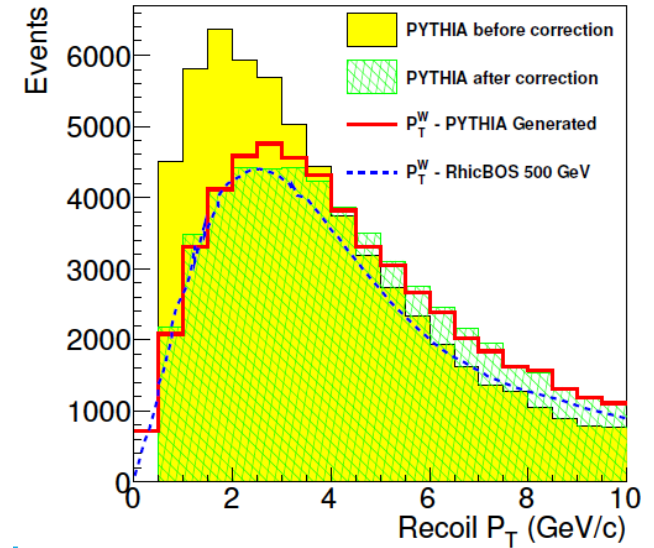 Events
6000
5000
4000
3000
2000
1000
0
0 2 4 6 8 10
Recoil P_T (GeV/c)
PYTHIA before correction
PYTHIA after correction
P_T^W - PYTHIA Generated
P_T^W - RhicBOS 500 GeV